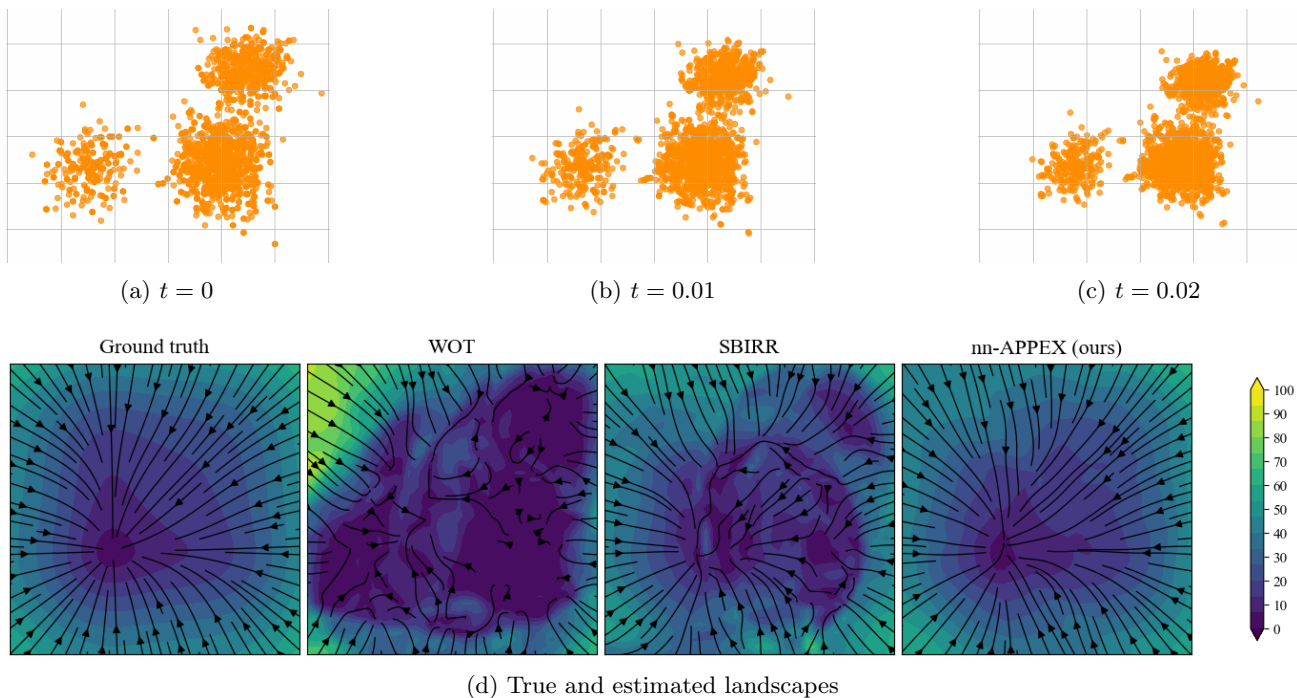 (a) t = 0
(b) t = 0.01
(c) t = 0.02
Ground truth
WOT
SBIRR
nn-APPEX (ours)
100
90
80
70
60
50
40
30
20
10
0
(d) True and estimated landscapes